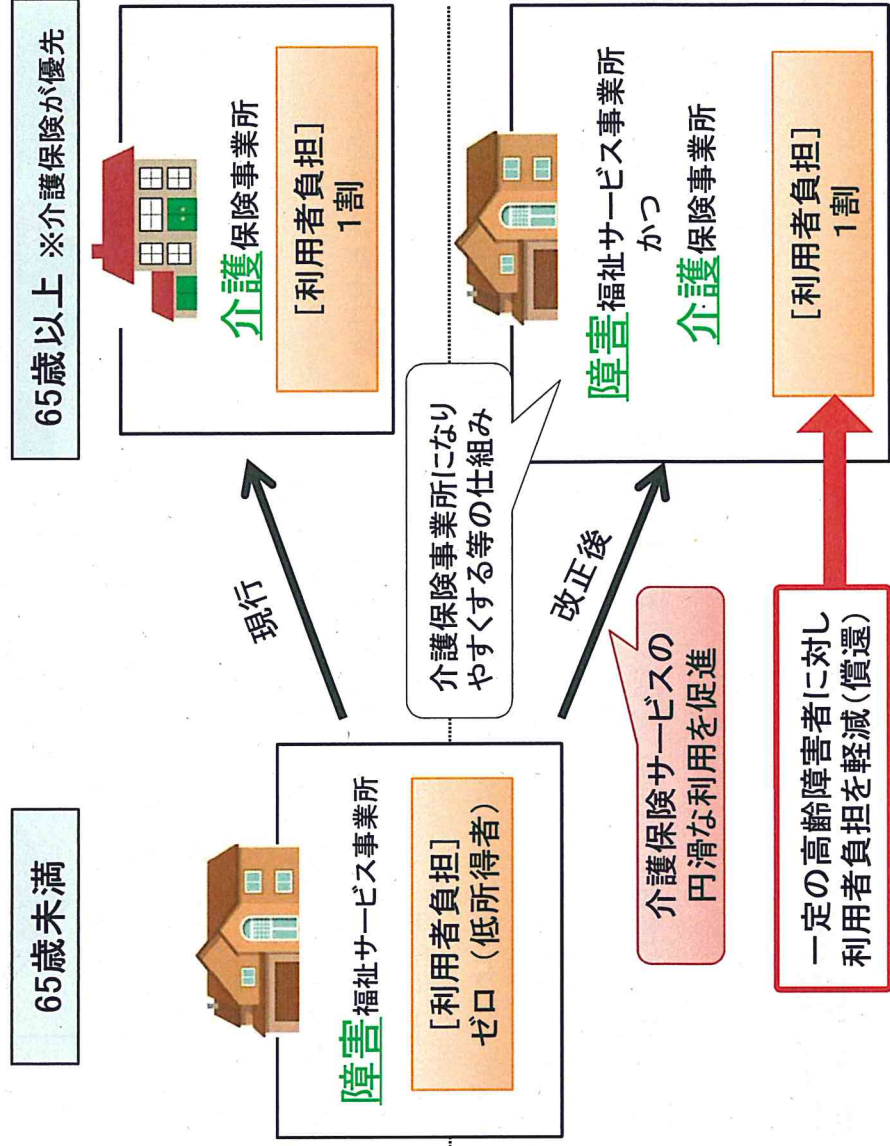 65歳未満
65歳以上 ※介護保険が優先
障害福祉サービス事業所
[利用者負担]
ゼロ（低所得者）
現行
介護保険事業所
[利用者負担]
1割
介護保険事業所になり
やすくする等の仕組み
改正後
介護保険サービスの
円滑な利用を促進
障害福祉サービス事業所
かつ
介護保険事業所
[利用者負担]
1割
一定の高齢障害者に対し
利用者負担を軽減（償還）